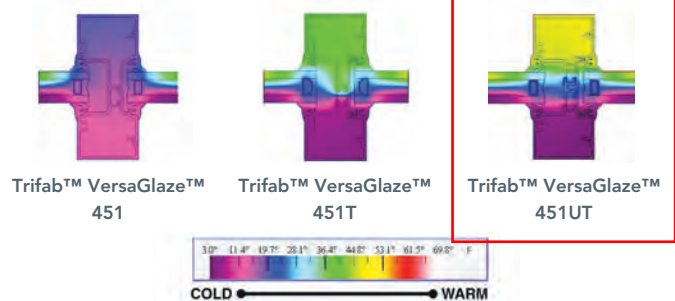 Trifab™ VersaGlaze™
451
Trifab™ VersaGlaze™
451T
Trifab™ VersaGlaze™
451UT
3.0° 11.4° 19.7° 28.1° 36.4° 44.8° 53.1° 61.5° 69.8° F
COLD WARM